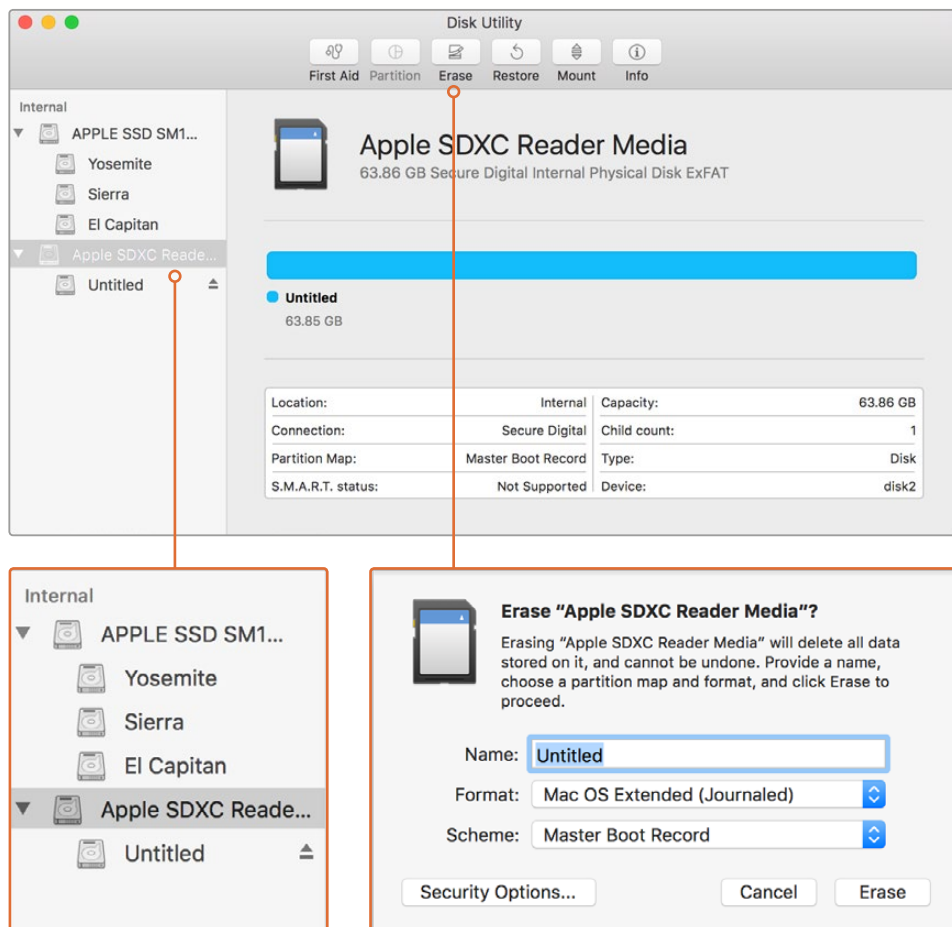 Disk Utility
First Aid Partition Erase Restore Mount Info
Internal
APPLE SSD SM1...
Yosemite
Sierra
El Capitan
Apple SDXC Reade...
Untitled
Apple SDXC Reader Media
63.86 GB Secure Digital Internal Physical Disk ExFAT
Untitled
63.85 GB
Location: Internal Capacity: 63.86 GB
Connection: Secure Digital Child count: 1
Partition Map: Master Boot Record Type: Disk
S.M.A.R.T. status: Not Supported Device: disk2
Internal
APPLE SSD SM1...
Yosemite
Sierra
El Capitan
Apple SDXC Reade...
Untitled
Erase “Apple SDXC Reader Media”?
Erasing “Apple SDXC Reader Media” will delete all data
stored on it, and cannot be undone. Provide a name,
choose a partition map and format, and click Erase to
proceed.
Name: Untitled
Format: Mac OS Extended (Journaled)
Scheme: Master Boot Record
Security Options... Cancel Erase